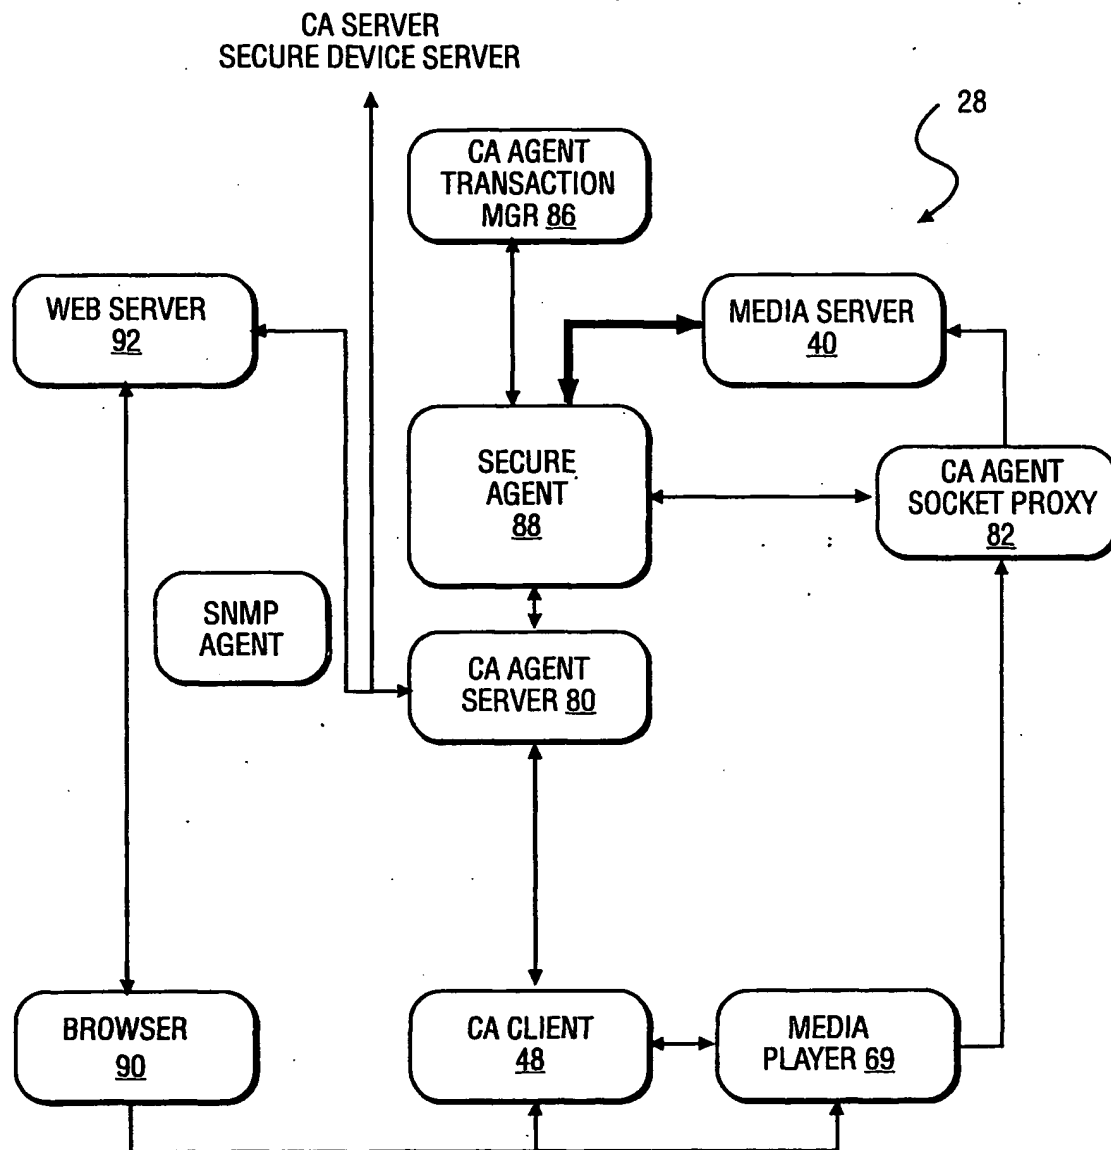 CA SERVER
SECURE DEVICE SERVER
28
CA AGENT
TRANSACTION
MGR 86
WEB SERVER
92
MEDIA SERVER
40
SECURE
AGENT
88
CA AGENT
SOCKET PROXY
82
SNMP
AGENT
CA AGENT
SERVER 80
BROWSER
90
CA CLIENT
48
MEDIA
PLAYER 69